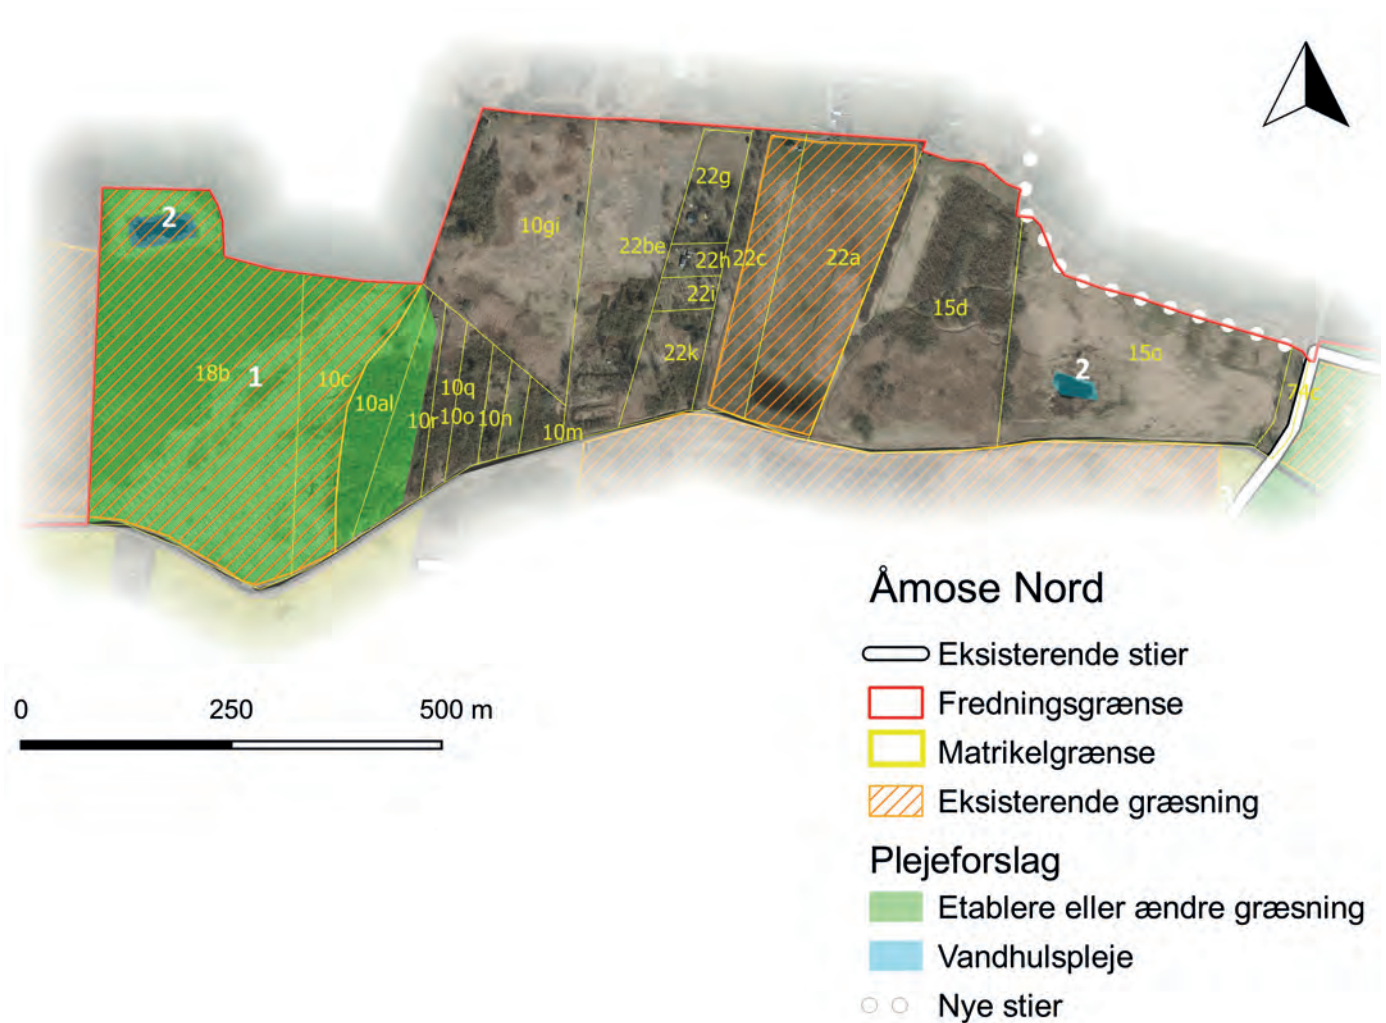 2
22g
10gi
22be
22h
22c
22a
22i
15d
22k
15a
2
74c
18b
1
10c
10al
10q
10r
10o
10n
10m
3
Åmose Nord
Eksisterende stier
Fredningsgrænse
Matrikelgrænse
Eksisterende græsning
Plejeforslag
Etablere eller ændre græsning
Vandhulspleje
Nye stier
0 250 500 m